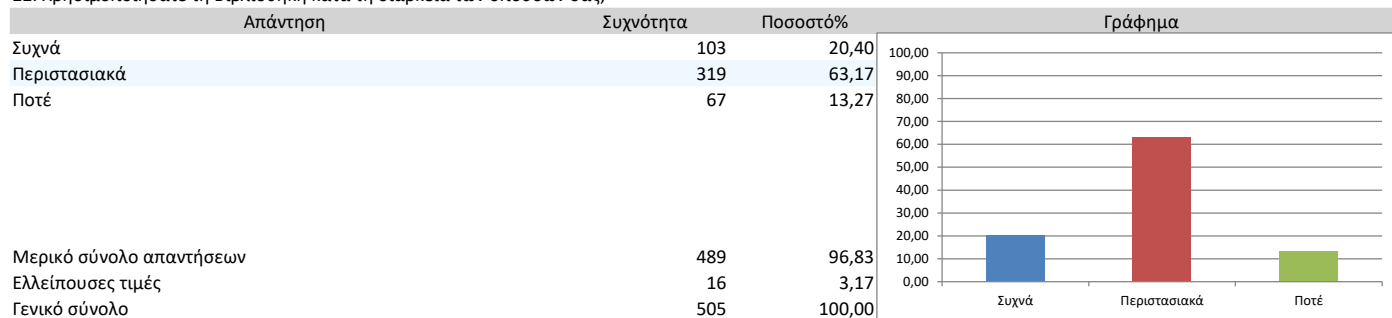 Απάντηση Συχνότητα Ποσοστό% Γράφημα
Συχνά 103 20,40
Περιστασιακά 319 63,17
Ποτέ 67 13,27
Μερικό σύνολο απαντήσεων 489 96,83
Ελλείπουσες τιμές 16 3,17
Γενικό σύνολο 505 100,00
100,00
90,00
80,00
70,00
60,00
50,00
40,00
30,00
20,00
10,00
0,00
Συχνά Περιστασιακά Ποτέ